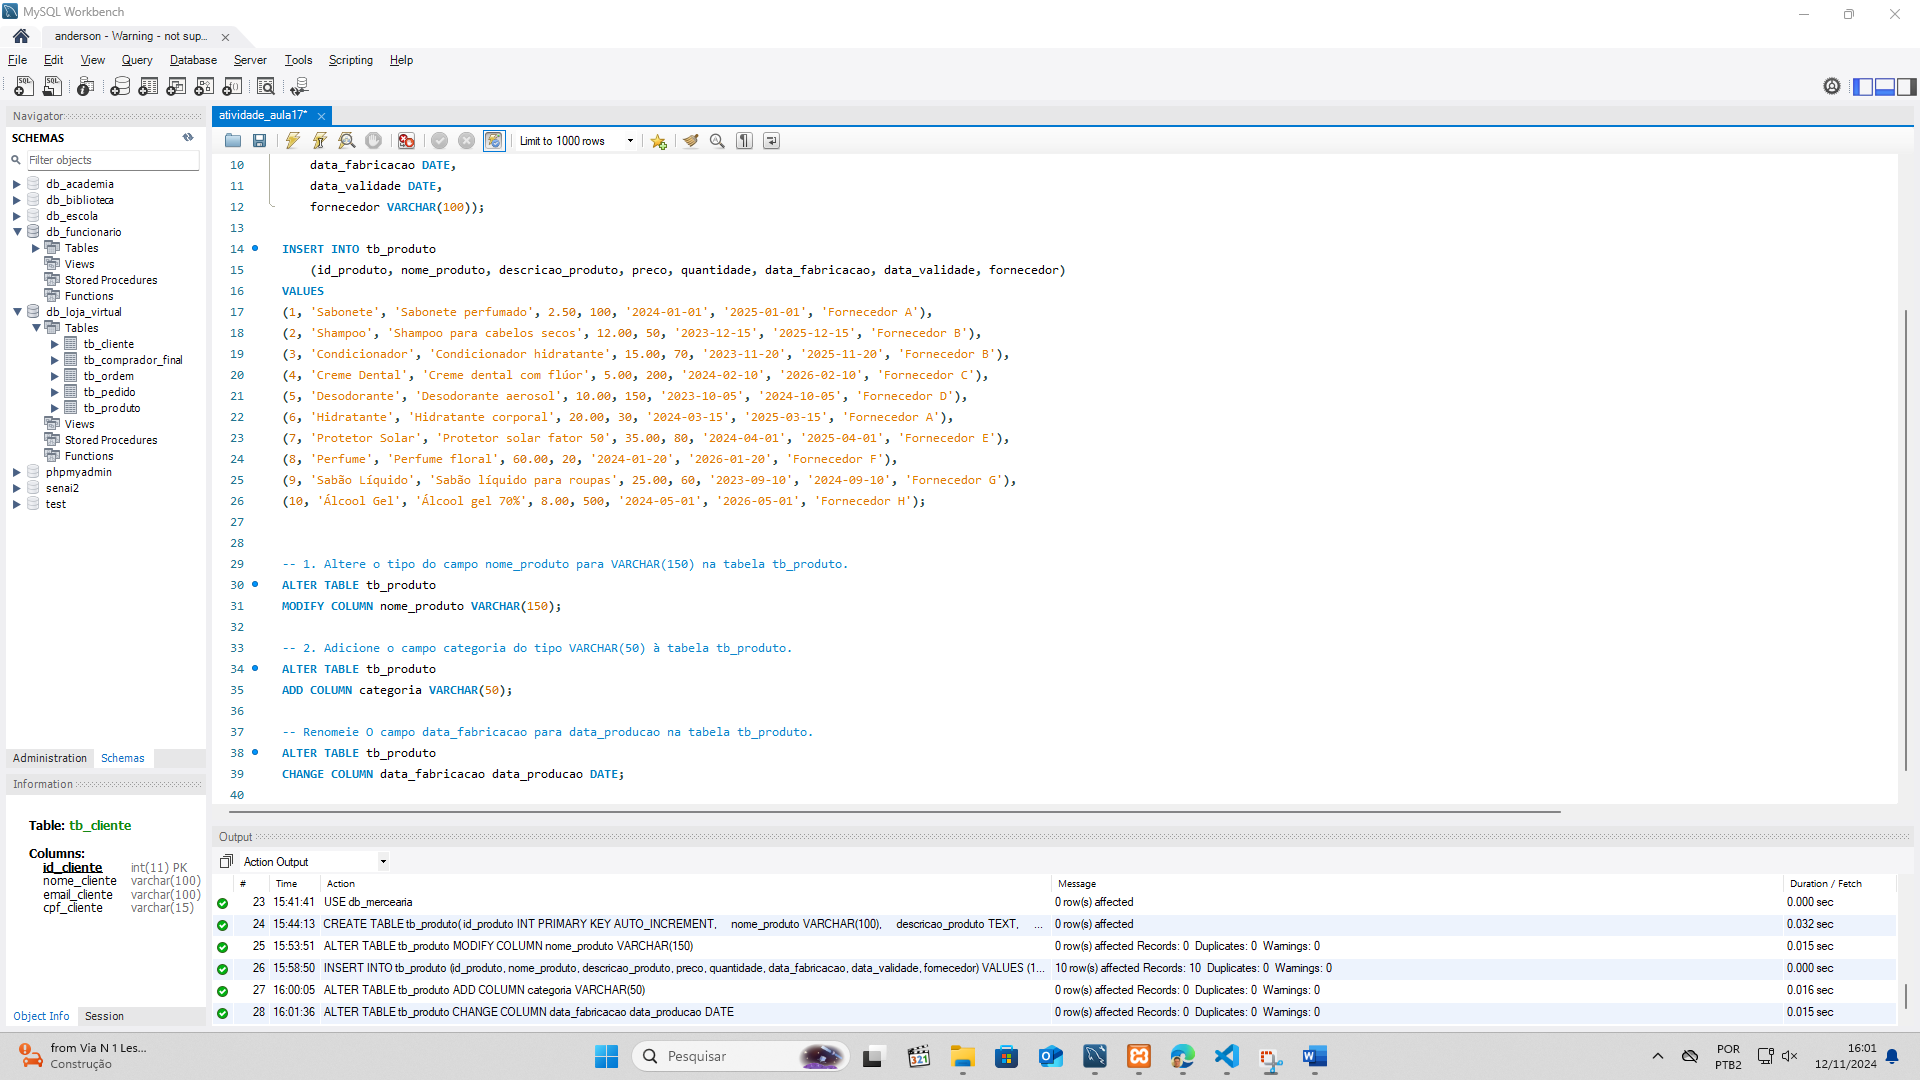 MySQL Workbench
anderson - Warning - not sup...
File Edit View Query Database Server Tools Scripting Help
Navigator
SCHEMAS
Filter objects
db_academia
db_biblioteca
db_escola
db_funcionario
Tables
Views
Stored Procedures
Functions
db_loja_virtual
Tables
tb_cliente
tb_comprador_final
tb_ordem
tb_pedido
tb_produto
Views
Stored Procedures
Functions
phpmyadmin
senai2
test
Administration Schemas
Information
Table: tb_cliente
Columns:
id_cliente int(11) PK
nome_cliente varchar(100)
email_cliente varchar(100)
cpf_cliente varchar(15)
Object Info Session
atividade_aula17*
Limit to 1000 rows
10 data_fabricacao DATE,
11 data_validade DATE,
12 fornecedor VARCHAR(100));
13
14 INSERT INTO tb_produto
15 (id_produto, nome_produto, descricao_produto, preco, quantidade, data_fabricacao, data_validade, fornecedor)
16 VALUES
17 (1, 'Sabonete', 'Sabonete perfumado', 2.50, 100, '2024-01-01', '2025-01-01', 'Fornecedor A'),
18 (2, 'Shampoo', 'Shampoo para cabelos secos', 12.00, 50, '2023-12-15', '2025-12-15', 'Fornecedor B'),
19 (3, 'Condicionador', 'Condicionador hidratante', 15.00, 70, '2023-11-20', '2025-11-20', 'Fornecedor B'),
20 (4, 'Creme Dental', 'Creme dental com flúor', 5.00, 200, '2024-02-10', '2026-02-10', 'Fornecedor C'),
21 (5, 'Desodorante', 'Desodorante aerosol', 10.00, 150, '2023-10-05', '2024-10-05', 'Fornecedor D'),
22 (6, 'Hidratante', 'Hidratante corporal', 20.00, 30, '2024-03-15', '2025-03-15', 'Fornecedor A'),
23 (7, 'Protetor Solar', 'Protetor solar fator 50', 35.00, 80, '2024-04-01', '2025-04-01', 'Fornecedor E'),
24 (8, 'Perfume', 'Perfume floral', 60.00, 20, '2024-01-20', '2026-01-20', 'Fornecedor F'),
25 (9, 'Sabão Líquido', 'Sabão líquido para roupas', 25.00, 60, '2023-09-10', '2024-09-10', 'Fornecedor G'),
26 (10, 'Álcool Gel', 'Álcool gel 70%', 8.00, 500, '2024-05-01', '2026-05-01', 'Fornecedor H');
27
28
29 -- 1. Altere o tipo do campo nome_produto para VARCHAR(150) na tabela tb_produto.
30 ALTER TABLE tb_produto
31 MODIFY COLUMN nome_produto VARCHAR(150);
32
33 -- 2. Adicione o campo categoria do tipo VARCHAR(50) à tabela tb_produto.
34 ALTER TABLE tb_produto
35 ADD COLUMN categoria VARCHAR(50);
36
37 -- Renomeie O campo data_fabricacao para data_producao na tabela tb_produto.
38 ALTER TABLE tb_produto
39 CHANGE COLUMN data_fabricacao data_producao DATE;
40
Output
Action Output
# Time Action Message Duration / Fetch
23 15:41:41 USE db_mercearia 0 row(s) affected 0.000 sec
24 15:44:13 CREATE TABLE tb_produto( id_produto INT PRIMARY KEY AUTO_INCREMENT, nome_produto VARCHAR(100), descricao_produto TEXT, ... 0 row(s) affected 0.032 sec
25 15:53:51 ALTER TABLE tb_produto MODIFY COLUMN nome_produto VARCHAR(150) 0 row(s) affected Records: 0 Duplicates: 0 Warnings: 0 0.015 sec
26 15:58:50 INSERT INTO tb_produto (id_produto, nome_produto, descricao_produto, preco, quantidade, data_fabricacao, data_validade, fornecedor) VALUES (1... 10 row(s) affected Records: 10 Duplicates: 0 Warnings: 0 0.000 sec
27 16:00:05 ALTER TABLE tb_produto ADD COLUMN categoria VARCHAR(50) 0 row(s) affected Records: 0 Duplicates: 0 Warnings: 0 0.016 sec
28 16:01:36 ALTER TABLE tb_produto CHANGE COLUMN data_fabricacao data_producao DATE 0 row(s) affected Records: 0 Duplicates: 0 Warnings: 0 0.015 sec
from Via N 1 Les...
Construção
Pesquisar
321
POR
PTB2
16:01
12/11/2024